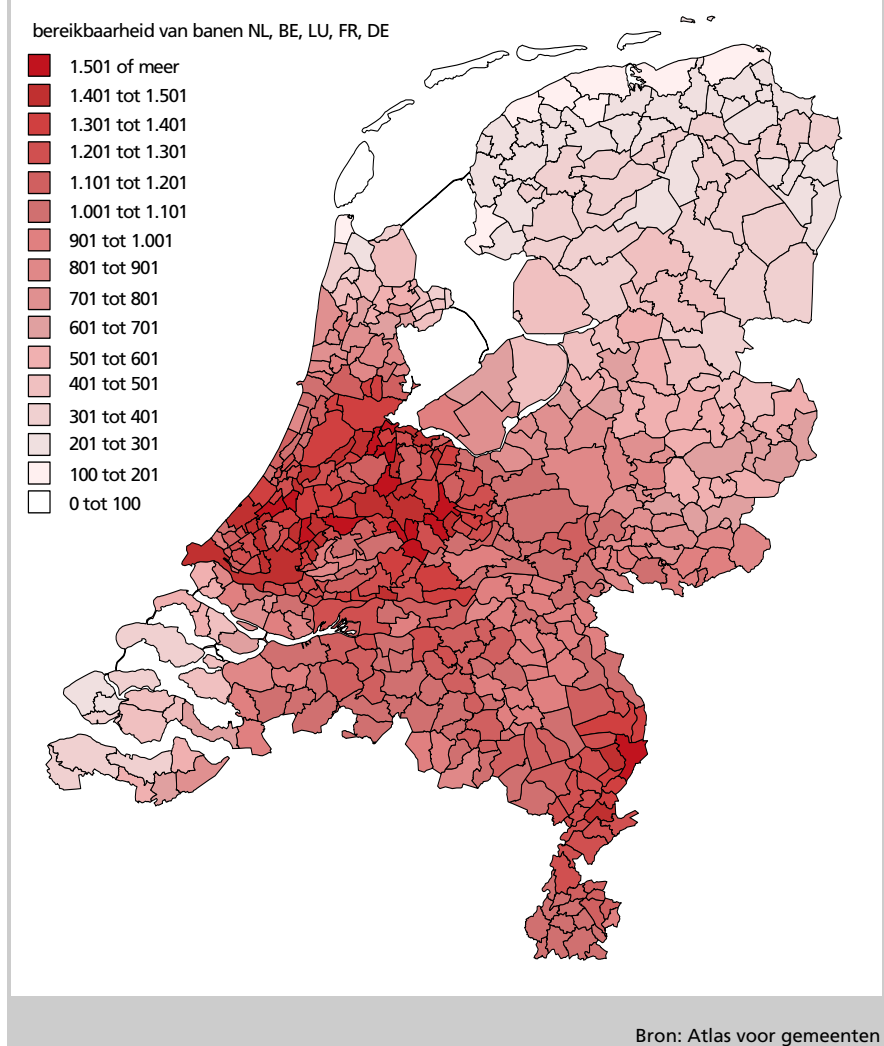 bereikbaarheid van banen NL, BE, LU, FR, DE
1.501 of meer
1.401 tot 1.501
1.301 tot 1.401
1.201 tot 1.301
1.101 tot 1.201
1.001 tot 1.101
901 tot 1.001
801 tot 901
701 tot 801
601 tot 701
501 tot 601
401 tot 501
301 tot 401
201 tot 301
100 tot 201
0 tot 100
Bron: Atlas voor gemeenten